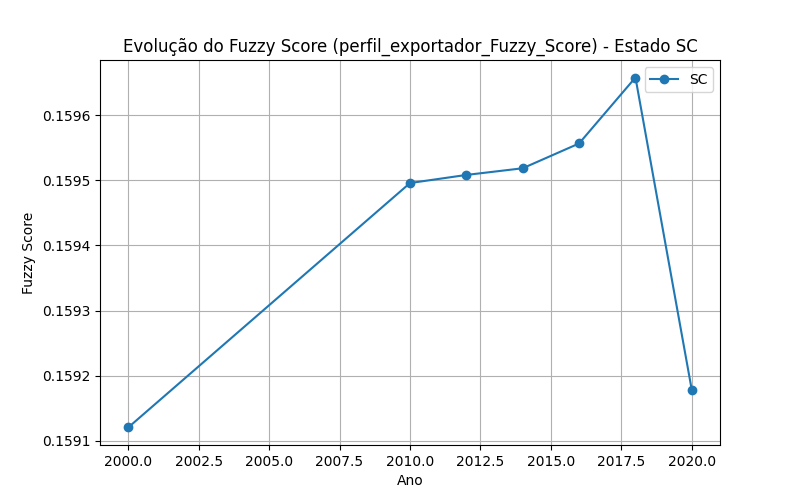 Evolução do Fuzzy Score (perfil_exportador_Fuzzy_Score) - Estado SC
SC
0.1596
0.1595
0.1594
0.1593
0.1592
0.1591
Fuzzy Score
2000.0 2002.5 2005.0 2007.5 2010.0 2012.5 2015.0 2017.5 2020.0
Ano